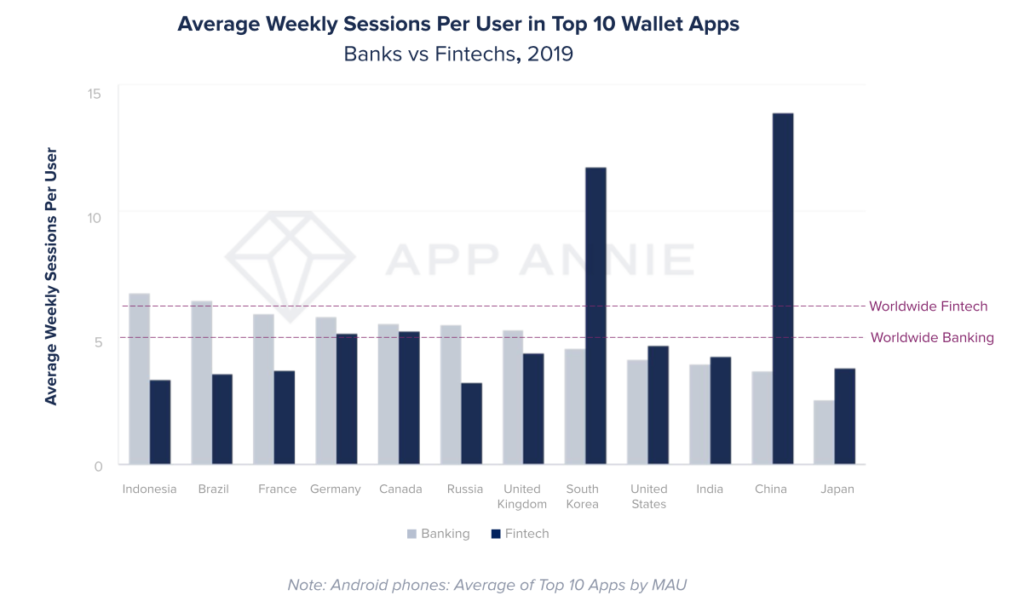 Average Weekly Sessions Per User in Top 10 Wallet Apps
Banks vs Fintechs, 2019
Average Weekly Sessions Per User
15
10
5
0
APP ANNIE
Worldwide Fintech
Worldwide Banking
Indonesia
Brazil
France
Germany
Canada
Russia
United
Kingdom
South
Korea
United
States
India
China
Japan
Banking
Fintech
Note: Android phones: Average of Top 10 Apps by MAU